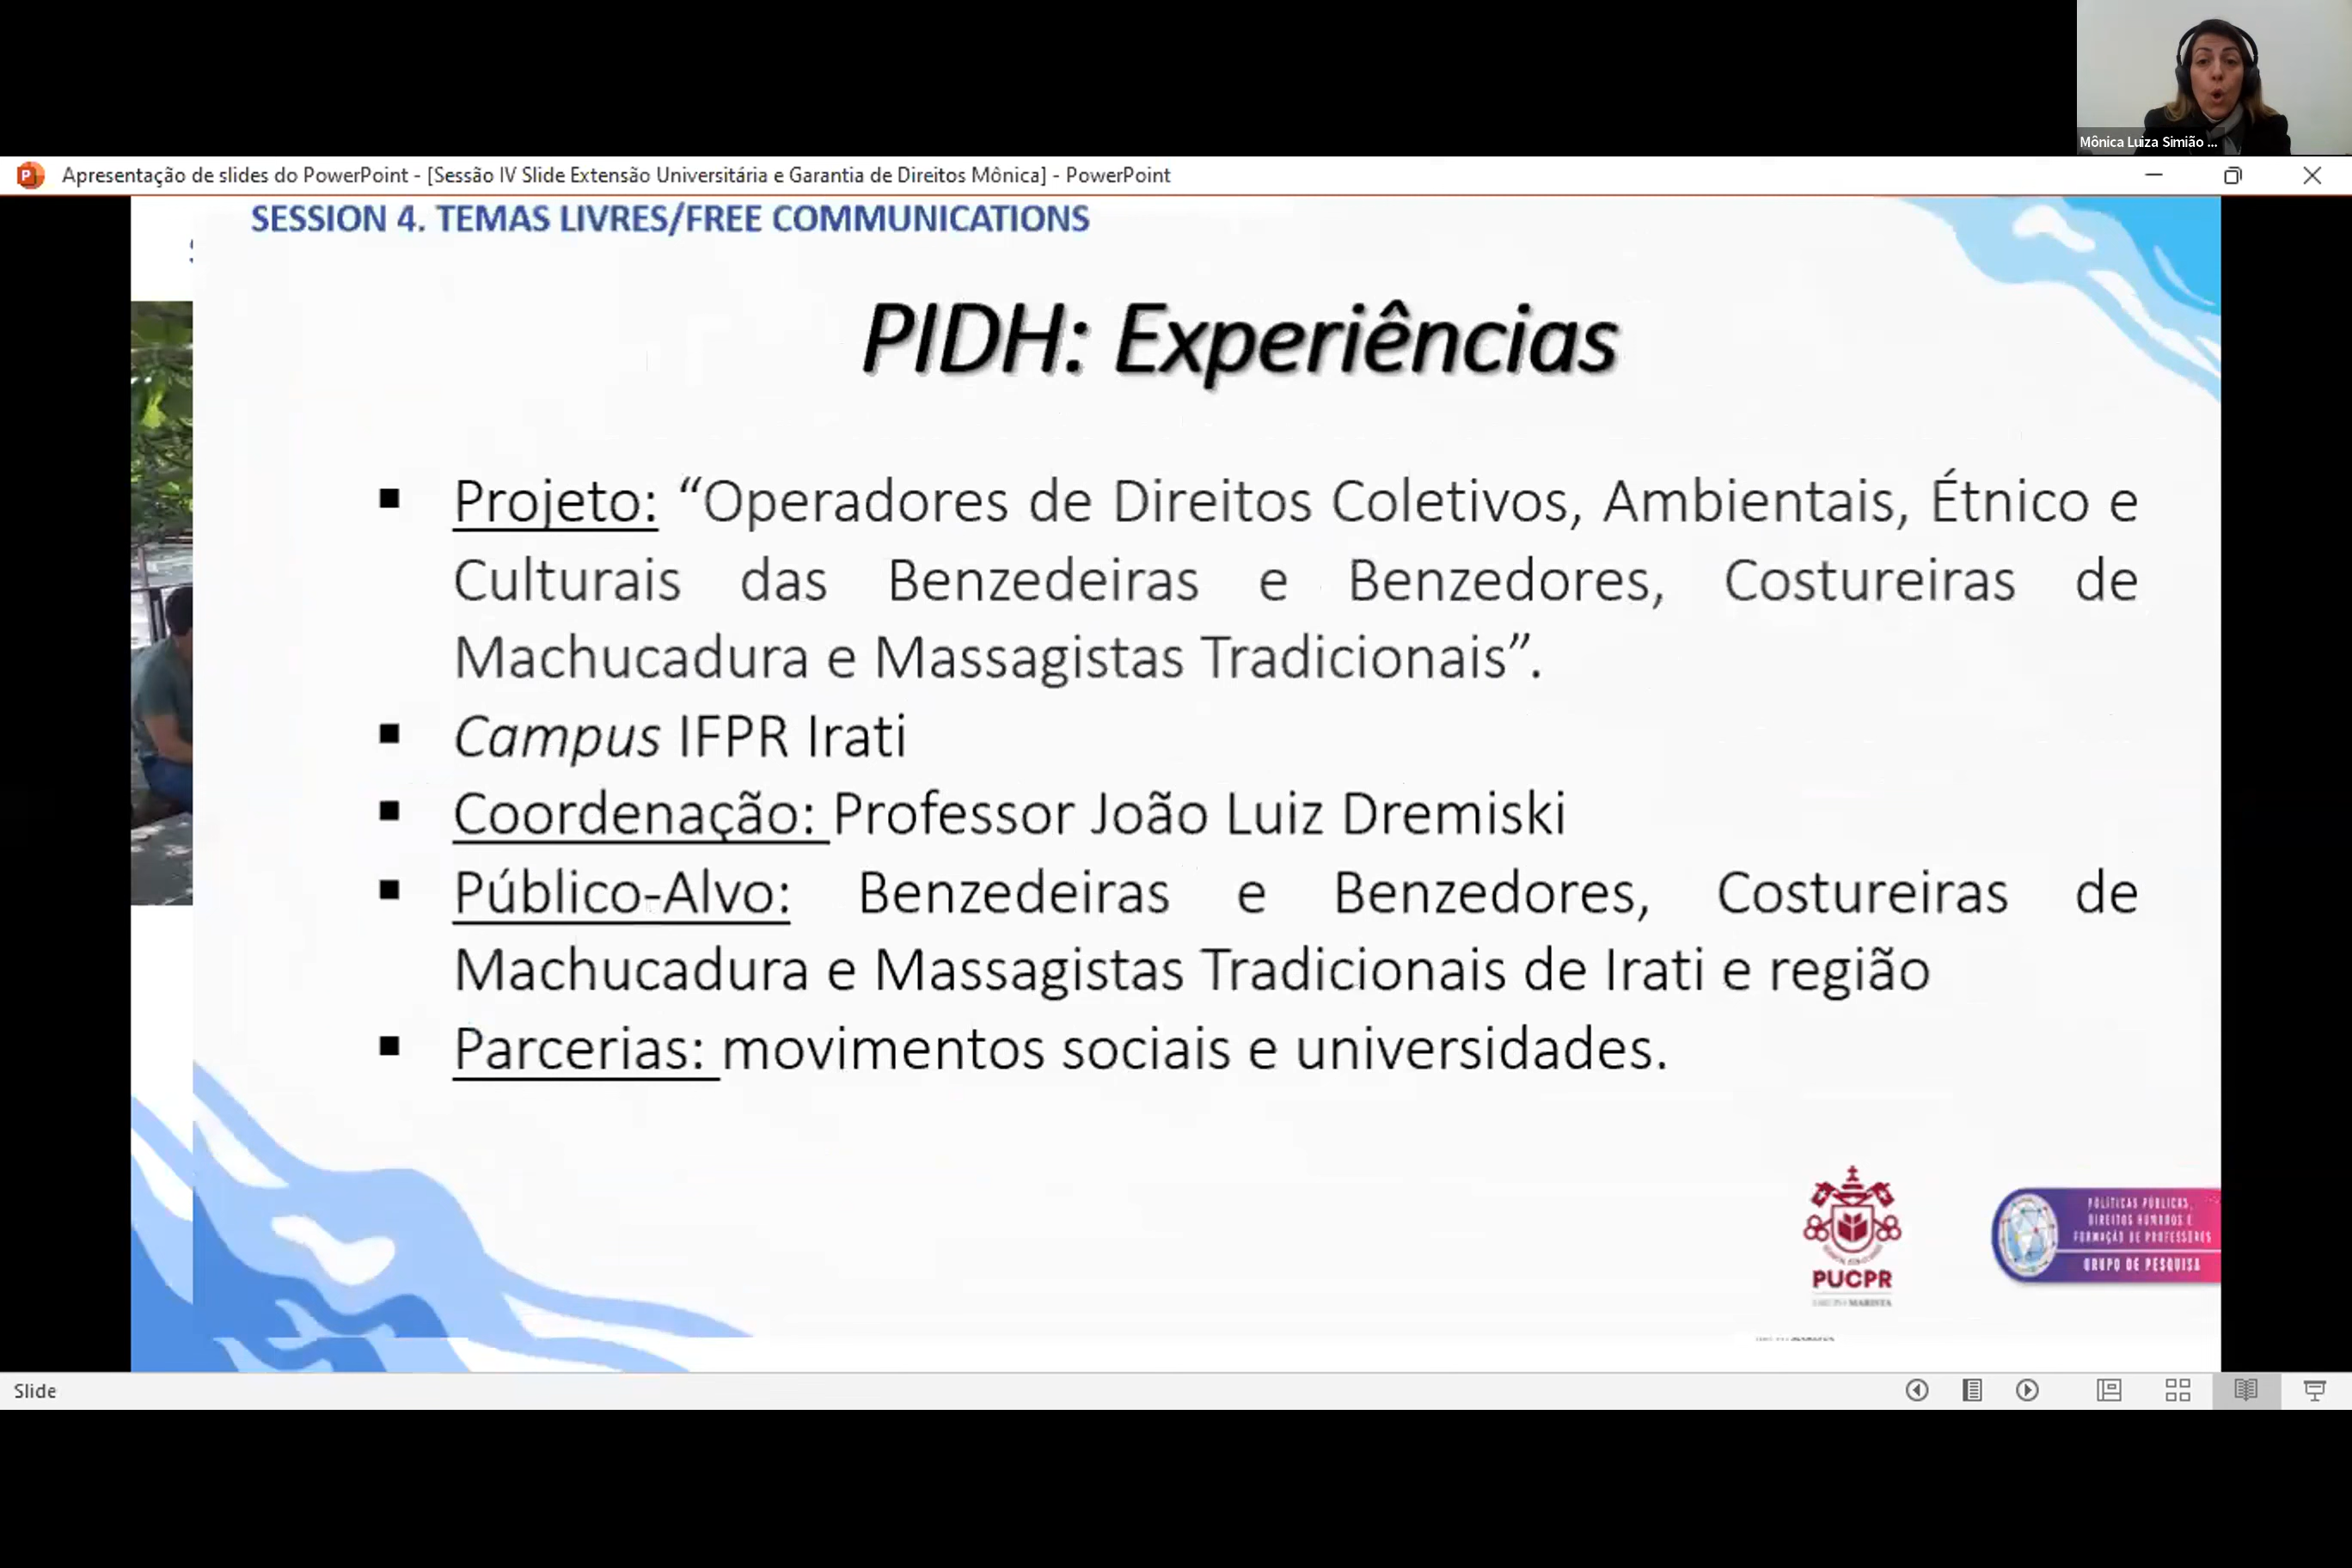 Mônica Luiza Simião ...
Apresentação de slides do PowerPoint - [Sessão IV Slide Extensão Universitária e Garantia de Direitos Mônica] - PowerPoint
SESSION 4. TEMAS LIVRES/FREE COMMUNICATIONS
PIDH: Experiências
▪ Projeto: “Operadores de Direitos Coletivos, Ambientais, Étnico e
Culturais das Benzedeiras e Benzedores, Costureiras de
Machucadura e Massagistas Tradicionais”.
▪ Campus IFPR Irati
▪ Coordenação: Professor João Luiz Dremiski
▪ Público-Alvo: Benzedeiras e Benzedores, Costureiras de
Machucadura e Massagistas Tradicionais de Irati e região
▪ Parcerias: movimentos sociais e universidades.
PUCPR
MARISTA
POLÍTICAS PÚBLICAS,
DIREITOS HUMANOS E
FORMAÇÃO DE PROFESSORES
GRUPO DE PESQUISA
Slide